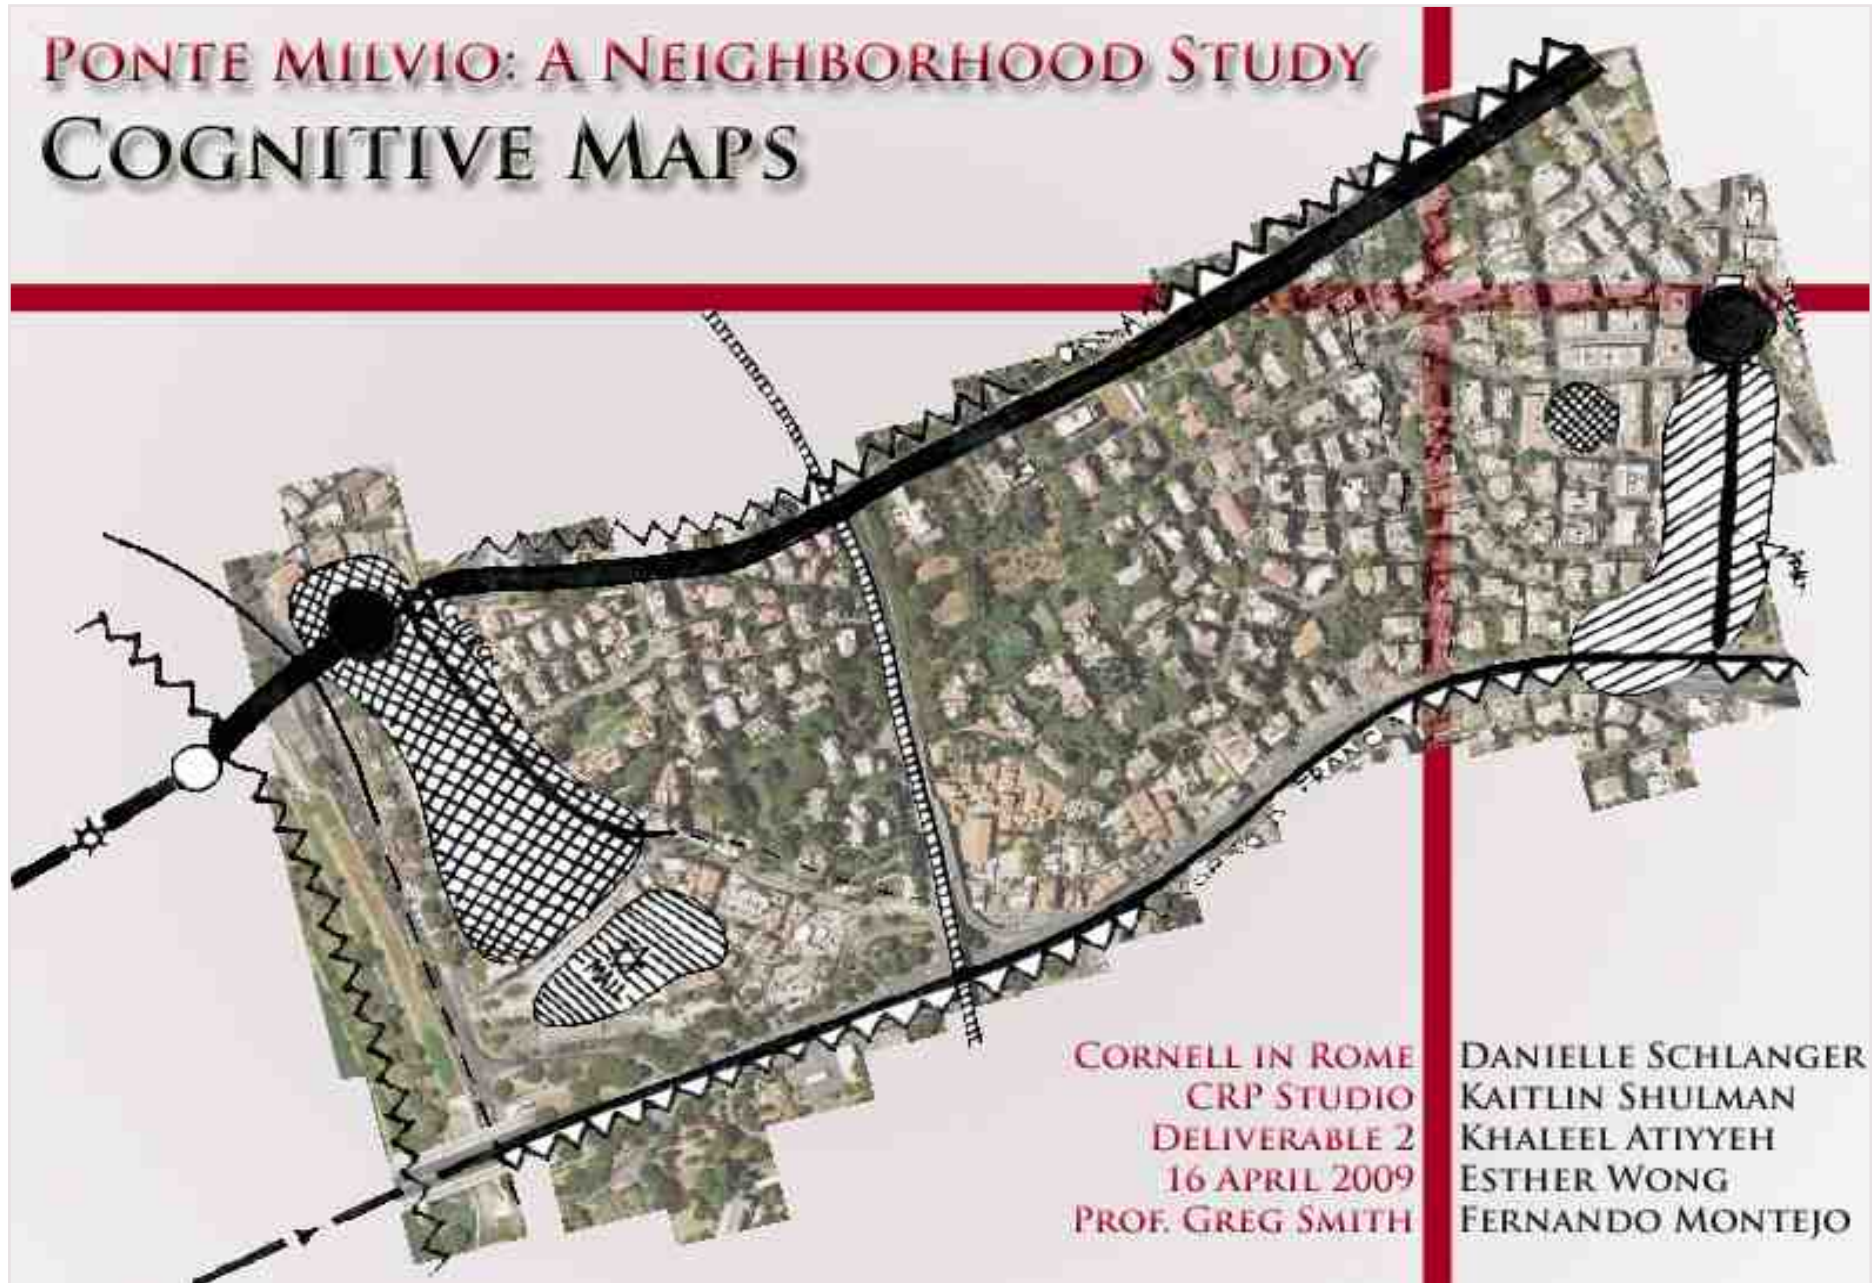 PONTE MILVIO: A NEIGHBORHOOD STUDY
COGNITIVE MAPS
MALL
CORNELL IN ROME
CRP STUDIO
DELIVERABLE 2
16 APRIL 2009
PROF. GREG SMITH
DANIELLE SCHLANGER
KAITLIN SHULMAN
KHALEEL ATIYYEH
ESTHER WONG
FERNANDO MONTEJO